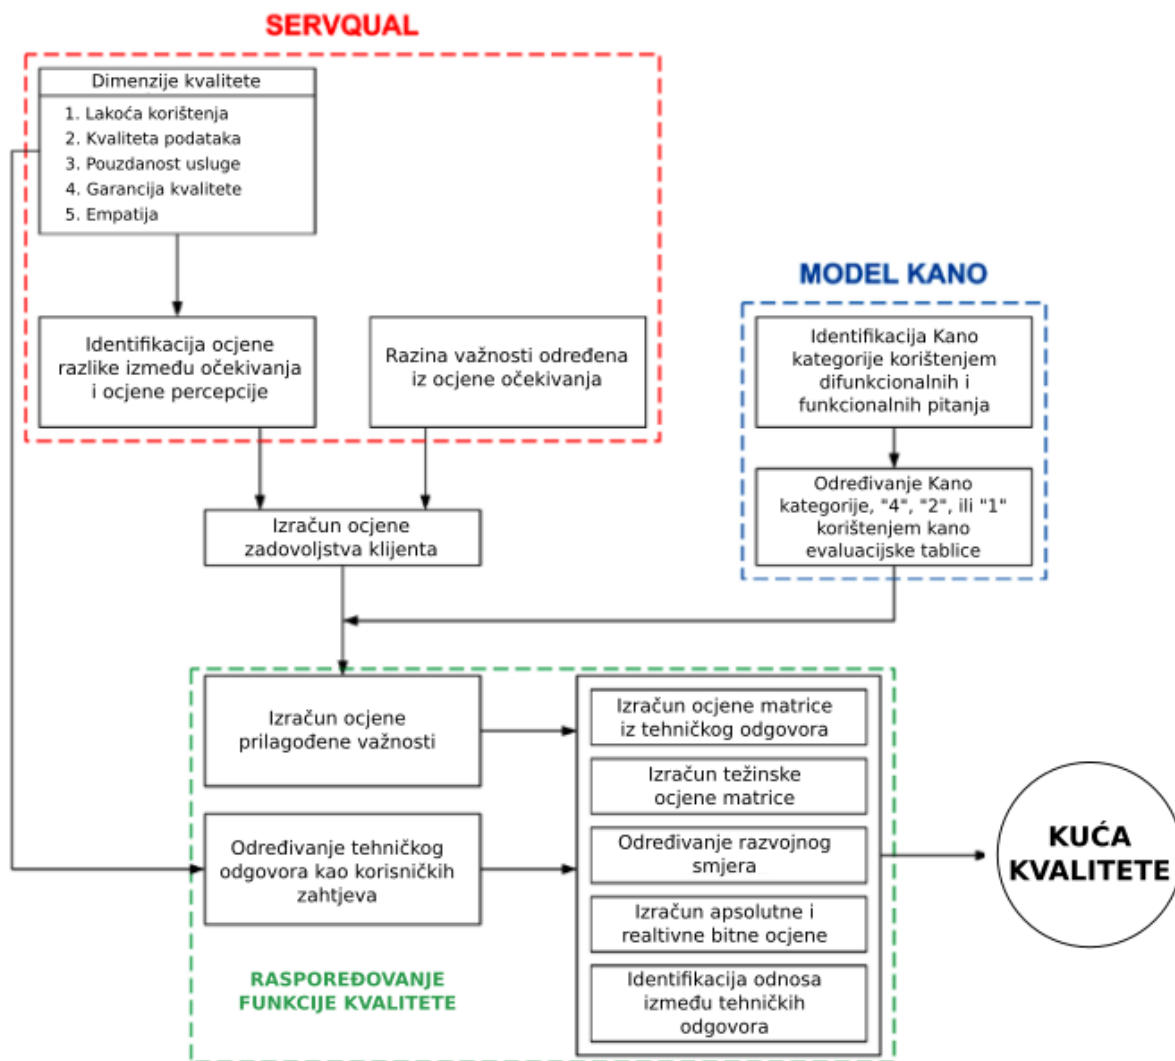 SERVQUAL
Dimenzije kvalitete
1. Lakoća korištenja
2. Kvaliteta podataka
3. Pouzdanost usluge
4. Garancija kvalitete
5. Empatija
Identifikacija ocjene
razlike između očekivanja
i ocjene percepcije
Razina važnosti određena
iz ocjene očekivanja
MODEL KANO
Identifikacija Kano
kategorije korištenjem
difunkcionalnih i
funkcionalnih pitanja
Određivanje Kano
kategorije, "4", "2", ili "1"
korištenjem kano
evaluacijske tablice
Izračun ocjene
zadovoljstva klijenta
Izračun ocjene
prilagođene važnosti
Određivanje tehničkog
odgovora kao korisničkih
zahtjeva
RASPOREĐOVANJE
FUNKCIJE KVALITETE
Izračun ocjene matrice
iz tehničkog odgovora
Izračun težinske
ocjene matrice
Određivanje razvojnog
smjera
Izračun apsolutne i
realtivne bitne ocjene
Identifikacija odnosa
između tehničkih
odgovora
KUĆA
KVALITETE